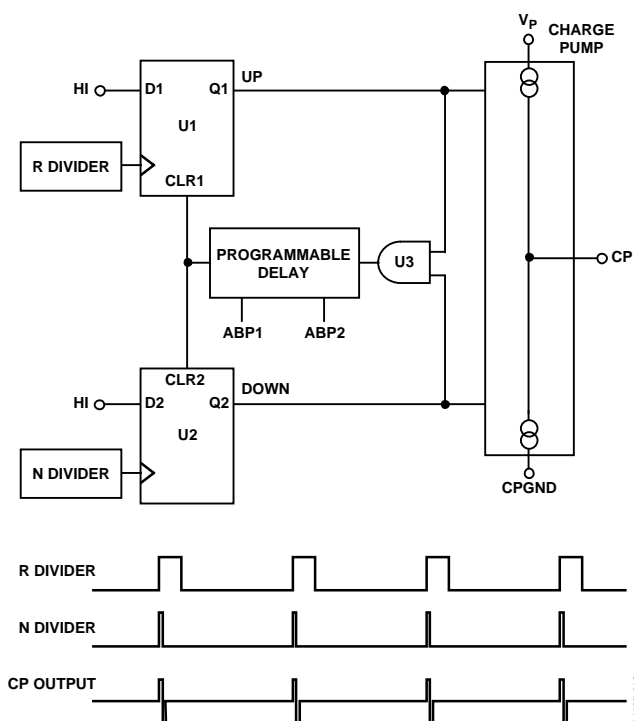 VP
CHARGE
PUMP
UP
HI
D1
Q1
U1
R DIVIDER
CLR1
PROGRAMMABLE
DELAY
U3
CP
ABP1
ABP2
CLR2
DOWN
HI
D2
Q2
U2
N DIVIDER
CPGND
R DIVIDER
N DIVIDER
CP OUTPUT